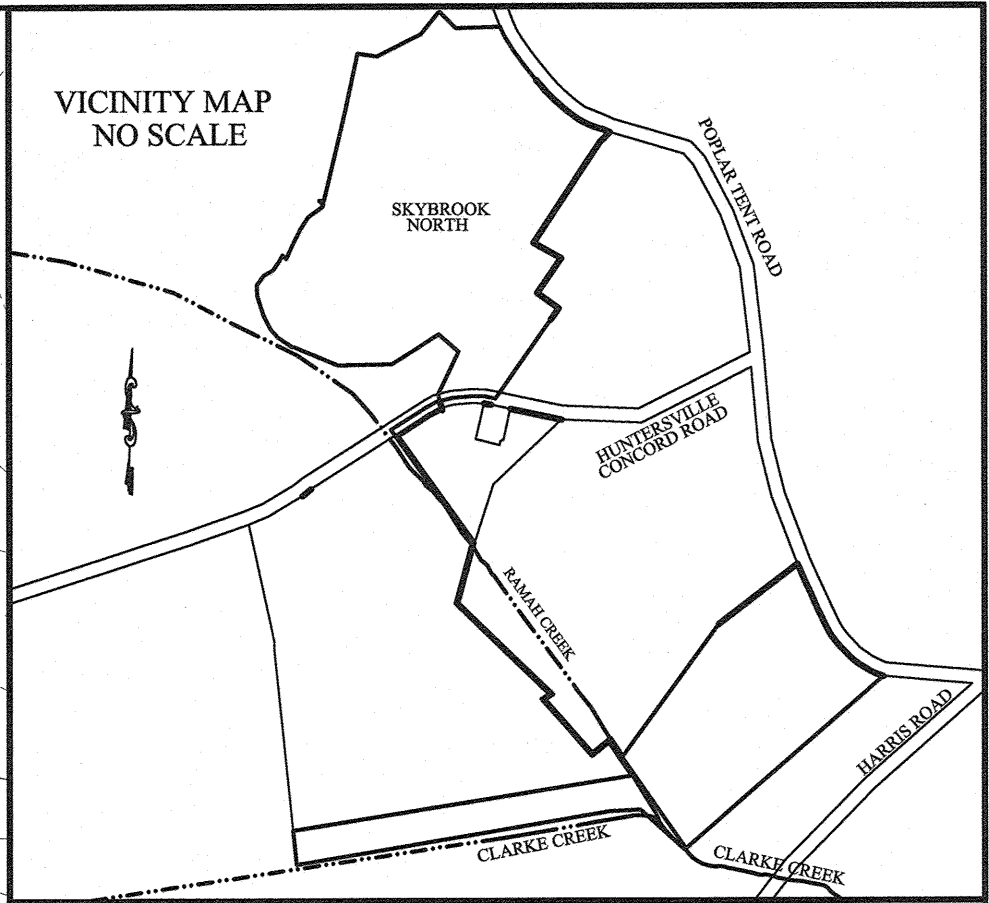 VICINITY MAP
NO SCALE
SKYBROOK
NORTH
POPLAR TENT ROAD
HUNTERSVILLE
CONCORD ROAD
RAMAH CREEK
HARRIS ROAD
CLARKE CREEK
CLARKE CREEK